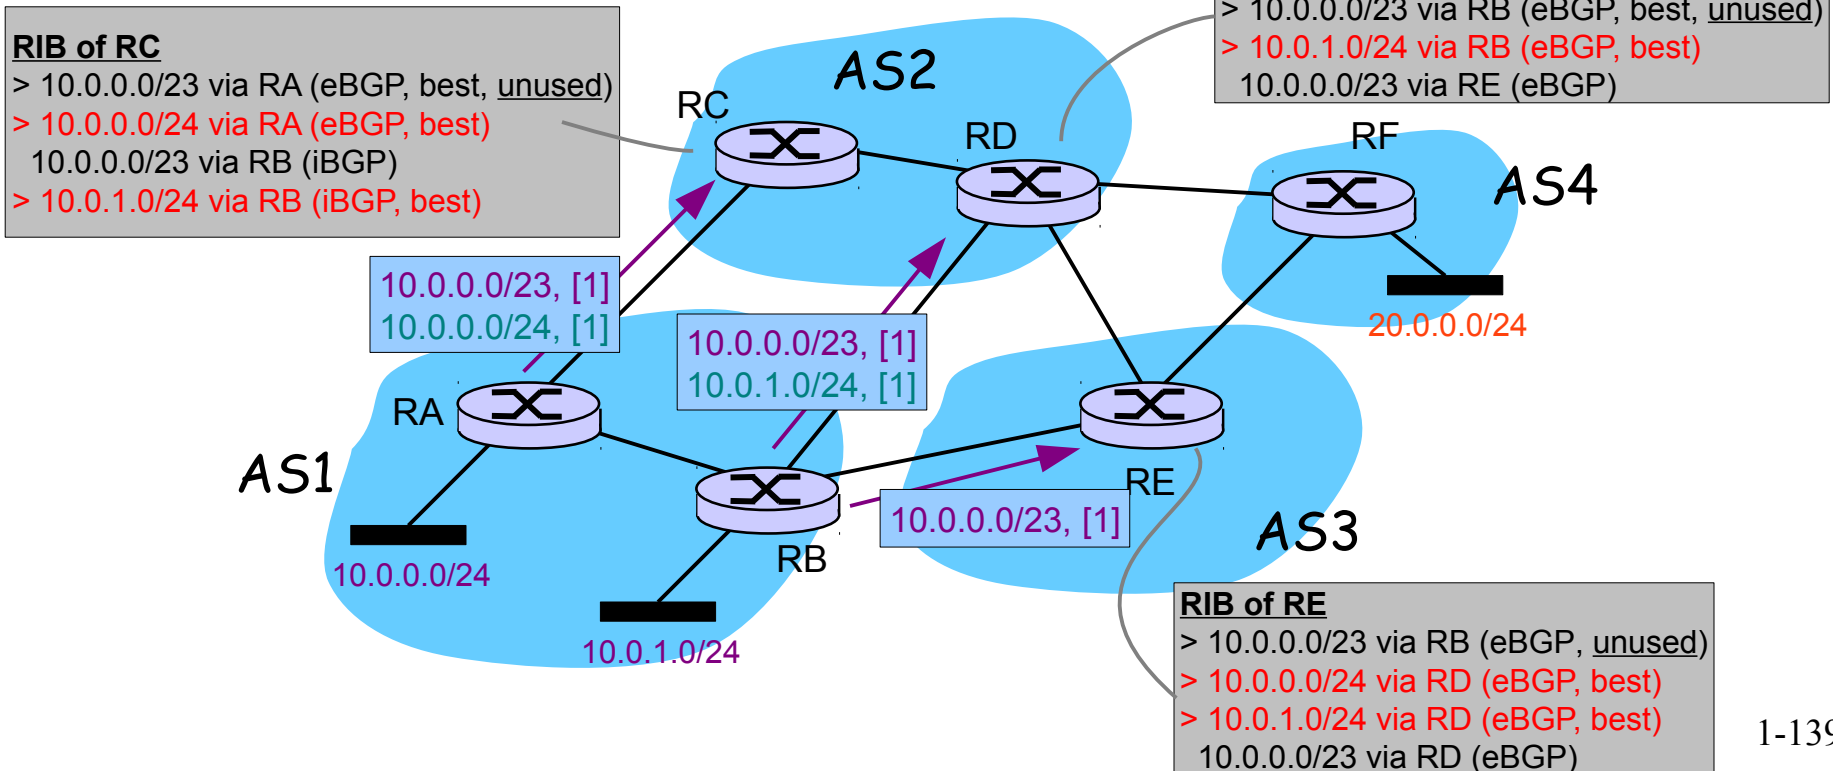 RIB of RC
> 10.0.0.0/23 via RA (eBGP, best, unused)
> 10.0.0.0/24 via RA (eBGP, best)
10.0.0.0/23 via RB (iBGP)
> 10.0.1.0/24 via RB (iBGP, best)
> 10.0.0.0/23 via RB (eBGP, best, unused)
> 10.0.1.0/24 via RB (eBGP, best)
10.0.0.0/23 via RE (eBGP)
AS2
RC
RD
RF
AS4
10.0.0.0/23, [1]
10.0.0.0/24, [1]
10.0.0.0/23, [1]
10.0.1.0/24, [1]
20.0.0.0/24
RA
AS1
RE
10.0.0.0/23, [1]
AS3
RB
10.0.0.0/24
10.0.1.0/24
RIB of RE
> 10.0.0.0/23 via RB (eBGP, unused)
> 10.0.0.0/24 via RD (eBGP, best)
> 10.0.1.0/24 via RD (eBGP, best)
10.0.0.0/23 via RD (eBGP)
1-139